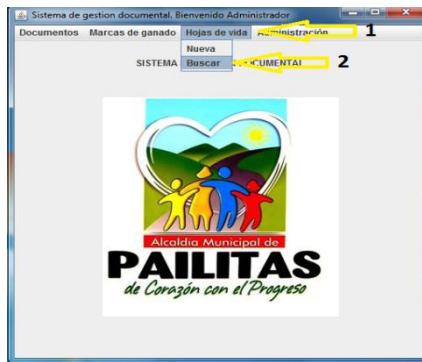 Sistema de gestion documental. Bienvenido Administrador
Documentos Marcas de ganado Hojas de vida Administración 1
Nueva
SISTEMA Buscar DOCUMENTAL 2
Alcaldía Municipal de
PAILITAS
de Corazón con el Progreso